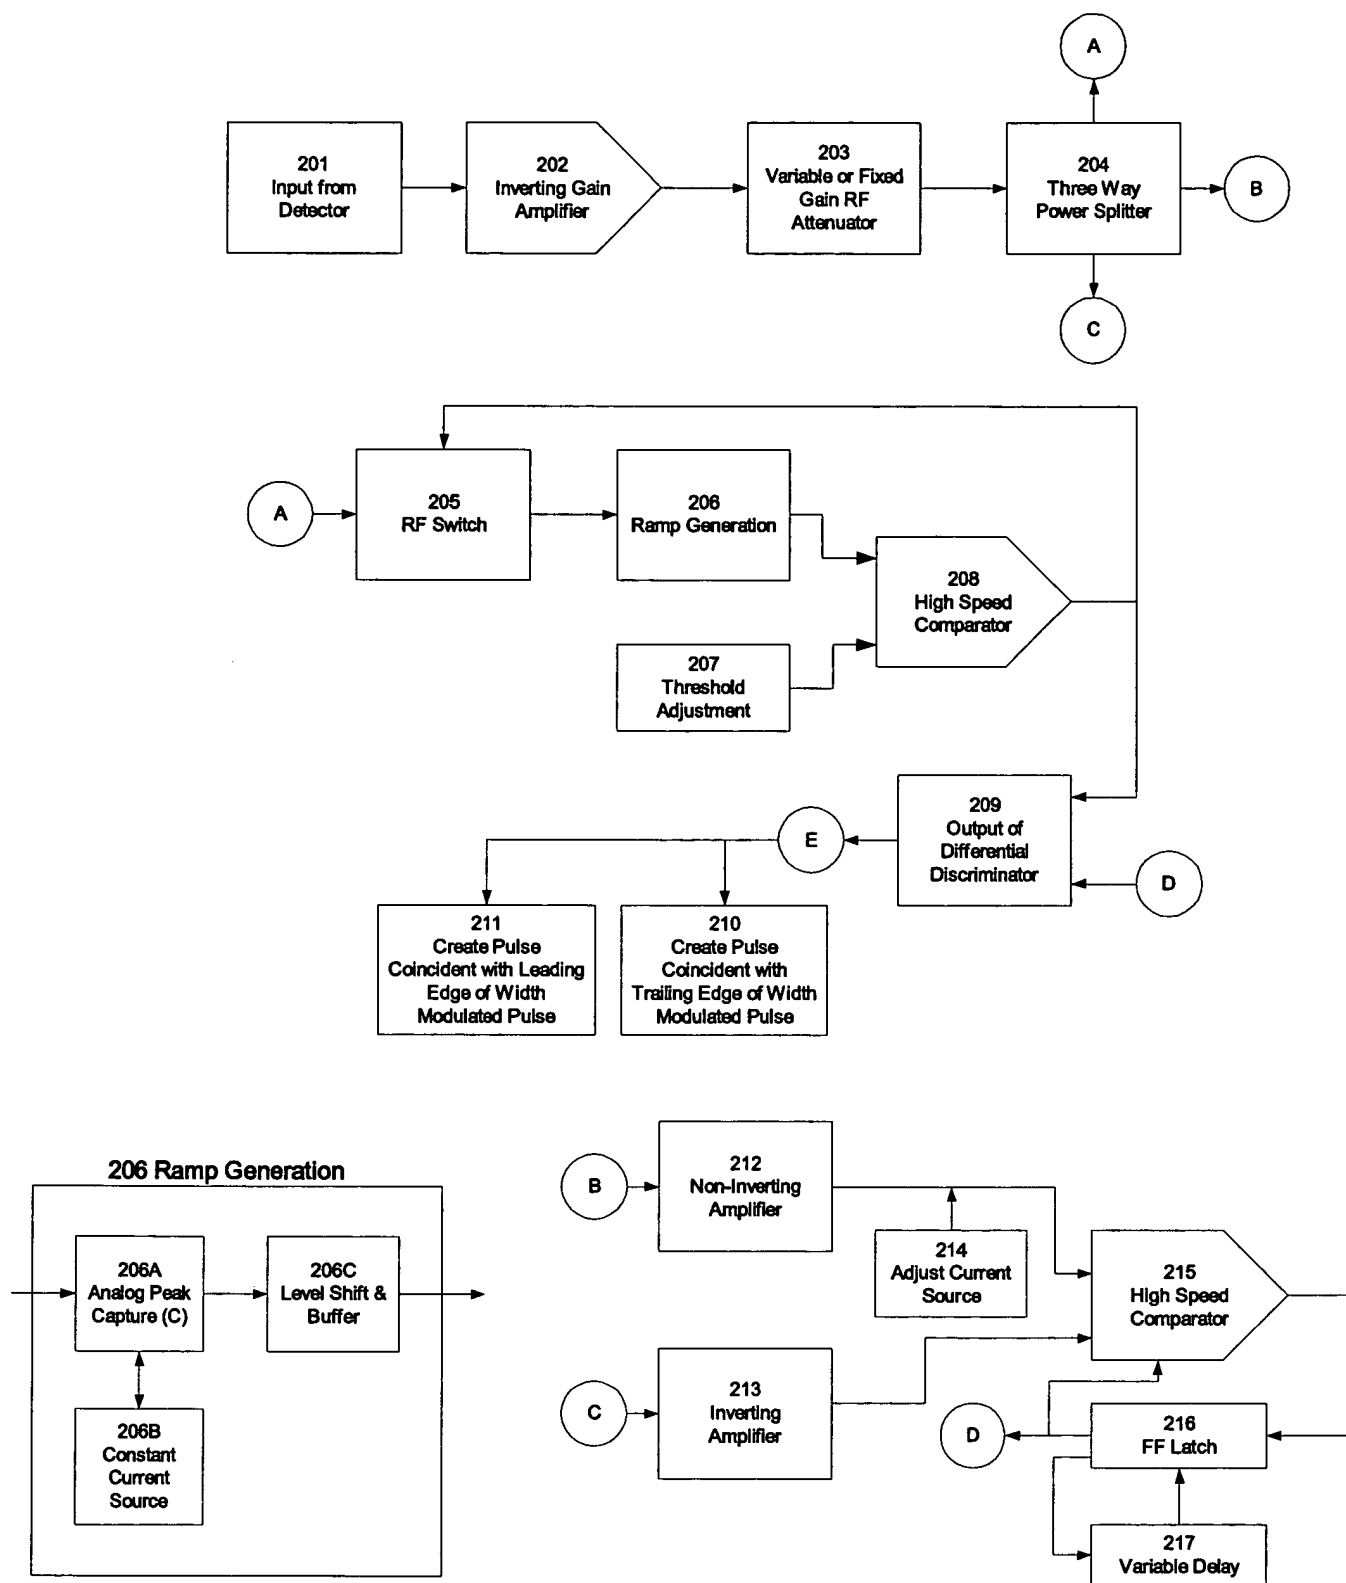 A
201
Input from
Detector
202
Inverting Gain
Amplifier
203
Variable or Fixed
Gain RF
Attenuator
204
Three Way
Power Splitter
B
C
A
205
RF Switch
206
Ramp Generation
208
High Speed
Comparator
207
Threshold
Adjustment
209
Output of
Differential
Discriminator
E
D
211
Create Pulse
Coincident with Leading
Edge of Width
Modulated Pulse
210
Create Pulse
Coincident with
Trailing Edge of Width
Modulated Pulse
206 Ramp Generation
206A
Analog Peak
Capture (C)
206C
Level Shift &
Buffer
206B
Constant
Current
Source
B
212
Non-Inverting
Amplifier
214
Adjust Current
Source
215
High Speed
Comparator
C
213
Inverting
Amplifier
D
216
FF Latch
217
Variable Delay